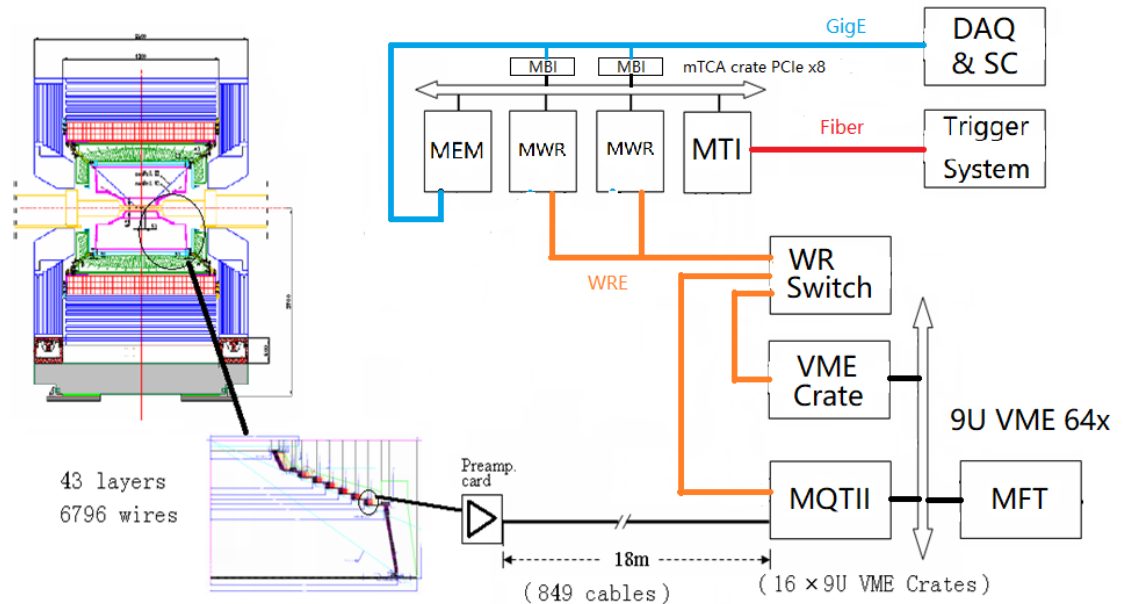 GigE
DAQ
& SC
MBI
MBI
mTCA crate PCIe x8
MEM
MWR
MWR
MTI
Fiber
Trigger
System
WR
Switch
WRE
VME
Crate
9U VME 64x
43 layers
6796 wires
Preamp.
card
MQTII
MFT
18m
(849 cables)
(16×9U VME Crates)